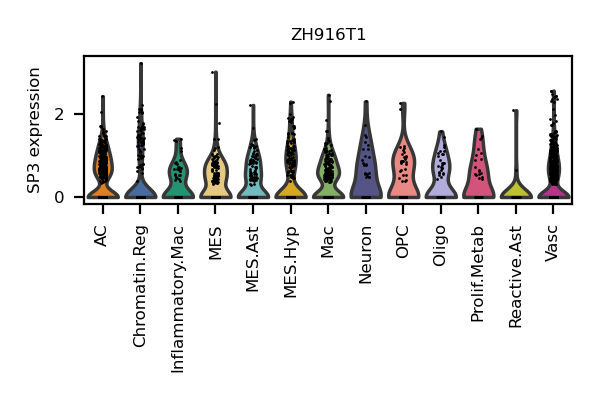 ZH916T1
SP3 expression
2
0
AC
Chromatin.Reg
Inflammatory.Mac
MES
MES.Ast
MES.Hyp
Mac
Neuron
OPC
Oligo
Prolif.Metab
Reactive.Ast
Vasc